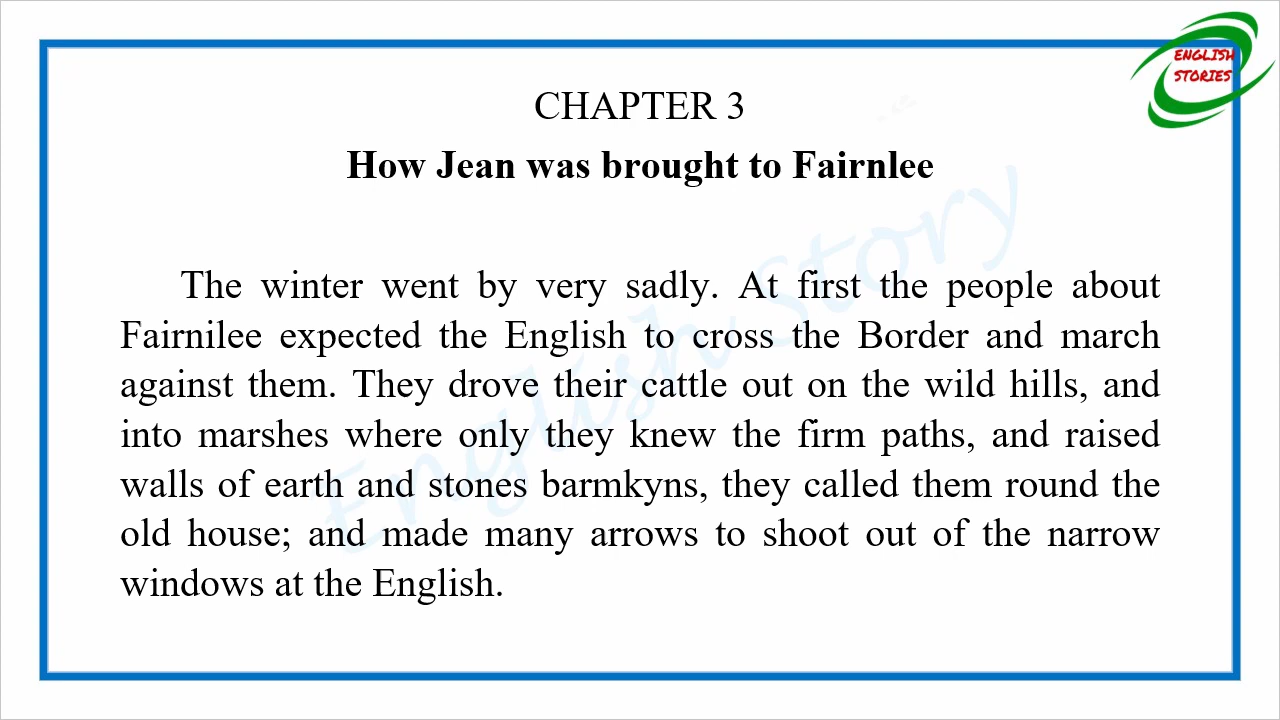 ENGLISH
STORIES
CHAPTER 3
How Jean was brought to Fairnlee
The winter went by very sadly. At first the people about
Fairnilee expected the English to cross the Border and march
against them. They drove their cattle out on the wild hills, and
into marshes where only they knew the firm paths, and raised
walls of earth and stones barmkyns, they called them round the
old house; and made many arrows to shoot out of the narrow
windows at the English.
English Story